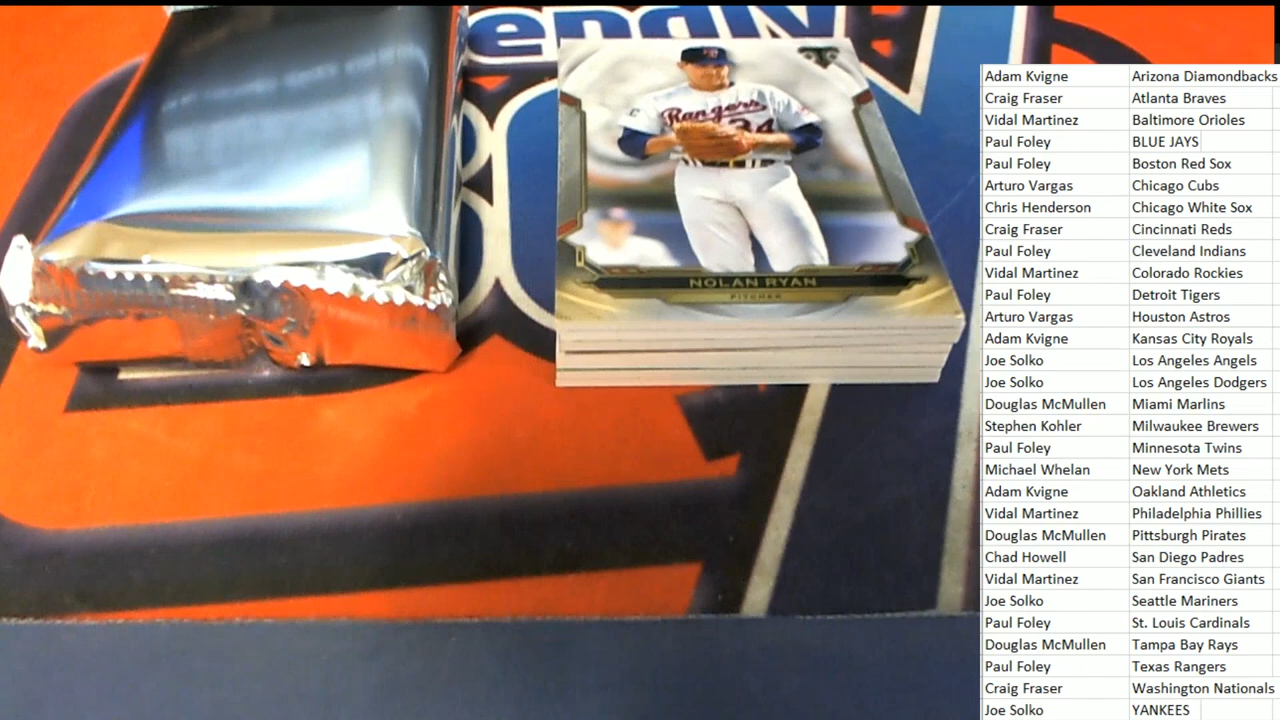 Rangers
34
NOLAN RYAN
PITCHER
Adam Kvigne Arizona Diamondbacks
Craig Fraser Atlanta Braves
Vidal Martinez Baltimore Orioles
Paul Foley BLUE JAYS
Paul Foley Boston Red Sox
Arturo Vargas Chicago Cubs
Chris Henderson Chicago White Sox
Craig Fraser Cincinnati Reds
Paul Foley Cleveland Indians
Vidal Martinez Colorado Rockies
Paul Foley Detroit Tigers
Arturo Vargas Houston Astros
Adam Kvigne Kansas City Royals
Joe Solko Los Angeles Angels
Joe Solko Los Angeles Dodgers
Douglas McMullen Miami Marlins
Stephen Kohler Milwaukee Brewers
Paul Foley Minnesota Twins
Michael Whelan New York Mets
Adam Kvigne Oakland Athletics
Vidal Martinez Philadelphia Phillies
Douglas McMullen Pittsburgh Pirates
Chad Howell San Diego Padres
Vidal Martinez San Francisco Giants
Joe Solko Seattle Mariners
Paul Foley St. Louis Cardinals
Douglas McMullen Tampa Bay Rays
Paul Foley Texas Rangers
Craig Fraser Washington Nationals
Joe Solko YANKEES